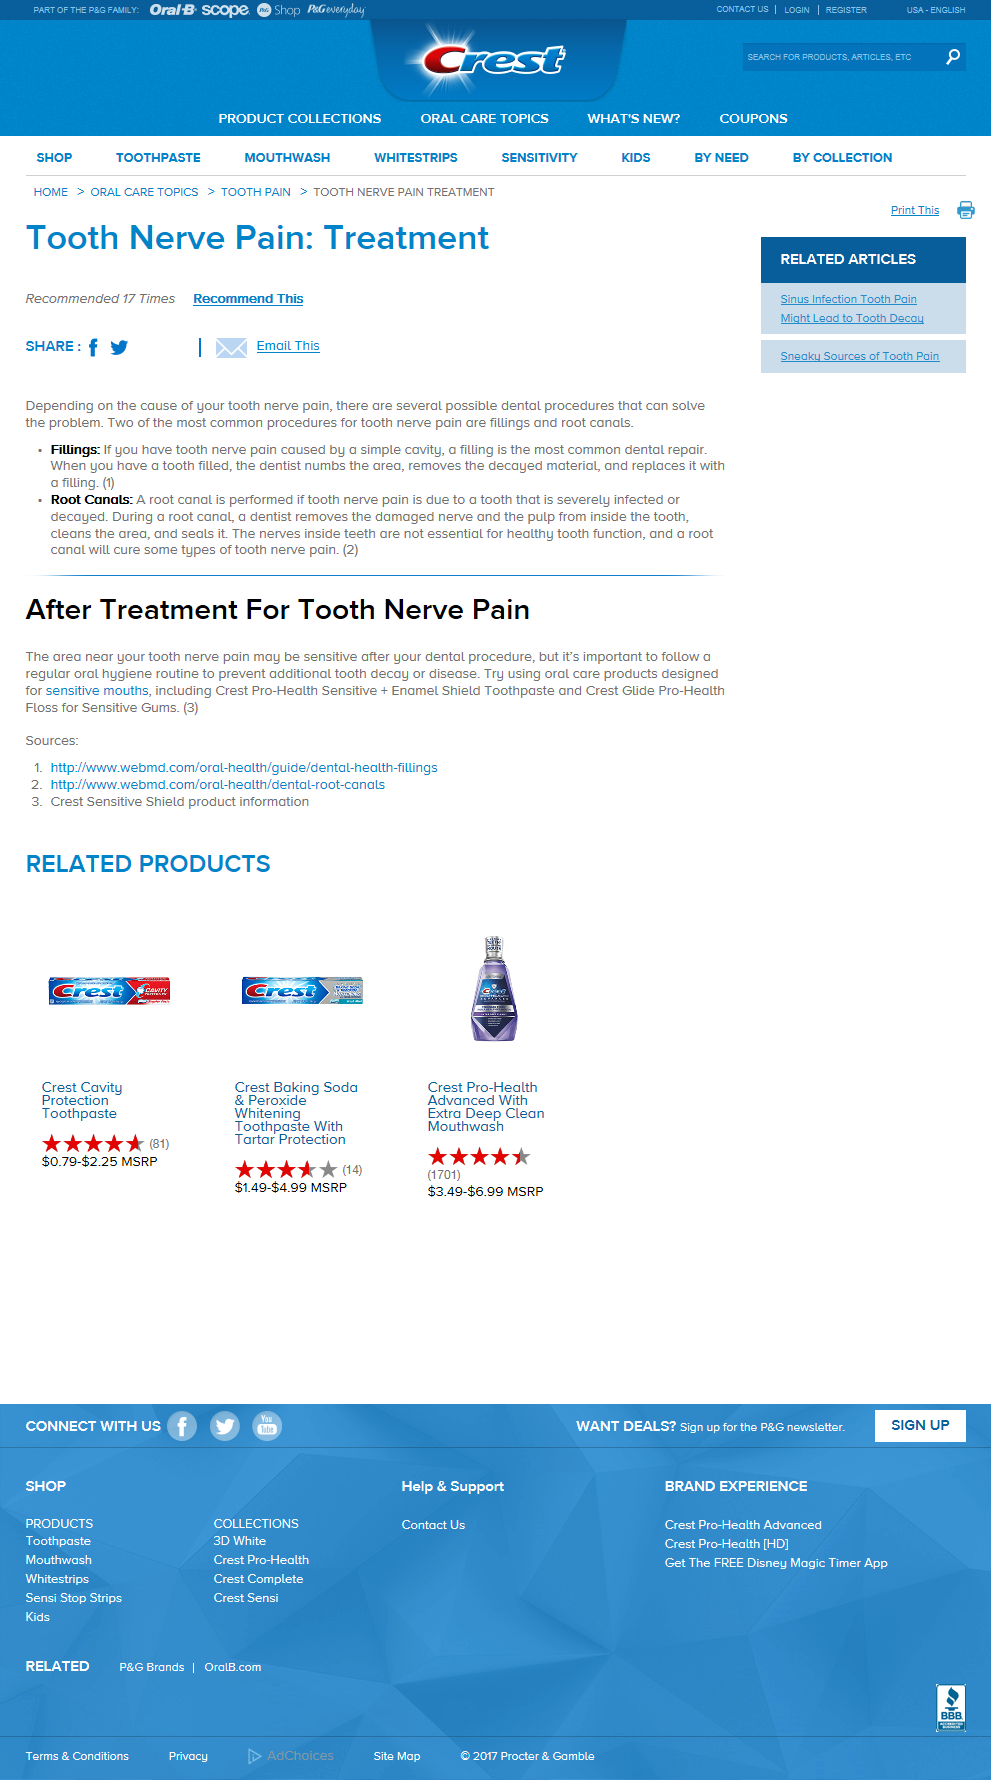 PART OF THE P&G FAMILY: Oral-B scope P&G Shop P&G everyday
CONTACT US | LOGIN | REGISTER USA - ENGLISH
Crest
SEARCH FOR PRODUCTS, ARTICLES, ETC
PRODUCT COLLECTIONS ORAL CARE TOPICS WHAT'S NEW? COUPONS
SHOP TOOTHPASTE MOUTHWASH WHITESTRIPS SENSITIVITY KIDS BY NEED BY COLLECTION
HOME > ORAL CARE TOPICS > TOOTH PAIN > TOOTH NERVE PAIN TREATMENT
Print This
Tooth Nerve Pain: Treatment
RELATED ARTICLES
Sinus Infection Tooth Pain
Might Lead to Tooth Decay
Sneaky Sources of Tooth Pain
Recommended 17 Times Recommend This
SHARE : | Email This
Depending on the cause of your tooth nerve pain, there are several possible dental procedures that can solve
the problem. Two of the most common procedures for tooth nerve pain are fillings and root canals.
• Fillings: If you have tooth nerve pain caused by a simple cavity, a filling is the most common dental repair.
When you have a tooth filled, the dentist numbs the area, removes the decayed material, and replaces it with
a filling. (1)
• Root Canals: A root canal is performed if tooth nerve pain is due to a tooth that is severely infected or
decayed. During a root canal, a dentist removes the damaged nerve and the pulp from inside the tooth,
cleans the area, and seals it. The nerves inside teeth are not essential for healthy tooth function, and a root
canal will cure some types of tooth nerve pain. (2)
After Treatment For Tooth Nerve Pain
The area near your tooth nerve pain may be sensitive after your dental procedure, but it's important to follow a
regular oral hygiene routine to prevent additional tooth decay or disease. Try using oral care products designed
for sensitive mouths, including Crest Pro-Health Sensitive + Enamel Shield Toothpaste and Crest Glide Pro-Health
Floss for Sensitive Gums. (3)
Sources:
1. http://www.webmd.com/oral-health/guide/dental-health-fillings
2. http://www.webmd.com/oral-health/dental-root-canals
3. Crest Sensitive Shield product information
RELATED PRODUCTS
Crest CAVITY
Crest
Crest
Crest Cavity
Protection
Toothpaste
(81)
$0.79-$2.25 MSRP
Crest Baking Soda
& Peroxide
Whitening
Toothpaste With
Tartar Protection
(14)
$1.49-$4.99 MSRP
Crest Pro-Health
Advanced With
Extra Deep Clean
Mouthwash
(1701)
$3.49-$6.99 MSRP
CONNECT WITH US You Tube
WANT DEALS? Sign up for the P&G newsletter. SIGN UP
SHOP
PRODUCTS
Toothpaste
Mouthwash
Whitestrips
Sensi Stop Strips
Kids
COLLECTIONS
3D White
Crest Pro-Health
Crest Complete
Crest Sensi
Help & Support
Contact Us
BRAND EXPERIENCE
Crest Pro-Health Advanced
Crest Pro-Health [HD]
Get The FREE Disney Magic Timer App
RELATED P&G Brands | OralB.com
BBB
ACCREDITED
BUSINESS
Terms & Conditions Privacy AdChoices Site Map © 2017 Procter & Gamble